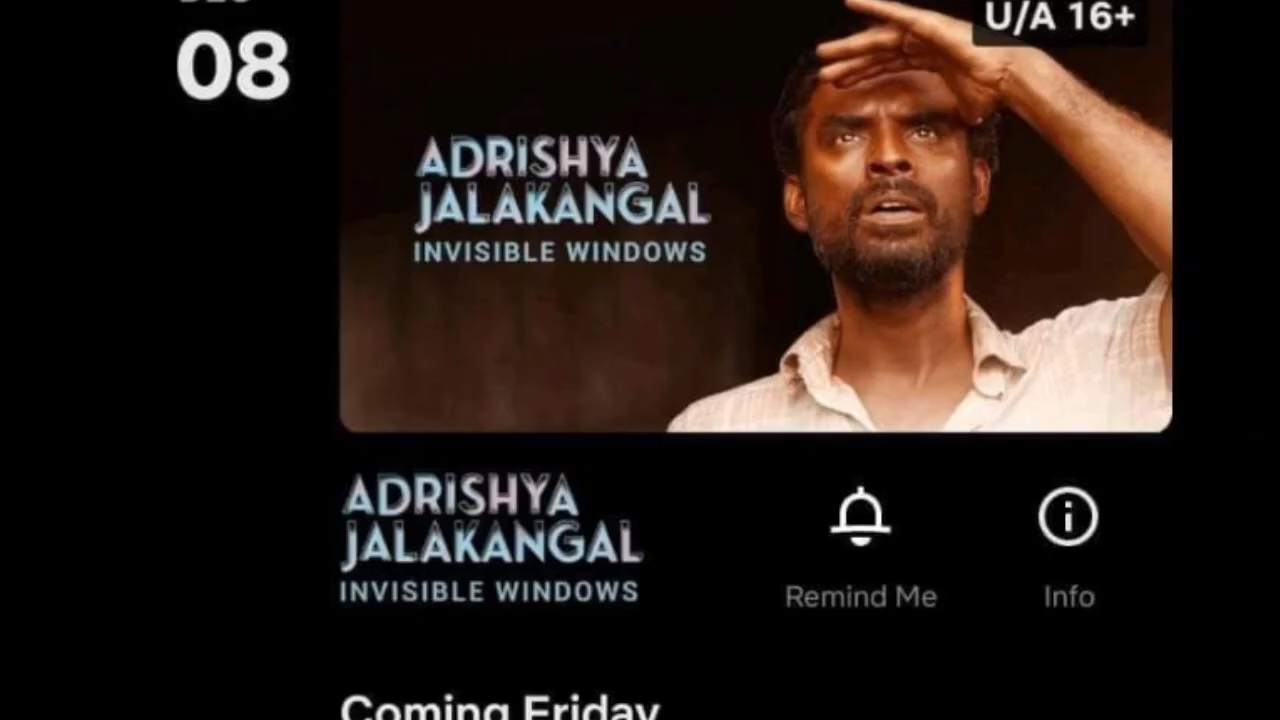 08
U/A 16+
ADRISHYA
JALAKANGAL
INVISIBLE WINDOWS
ADRISHYA
JALAKANGAL
INVISIBLE WINDOWS
Remind Me
Info
Coming Friday